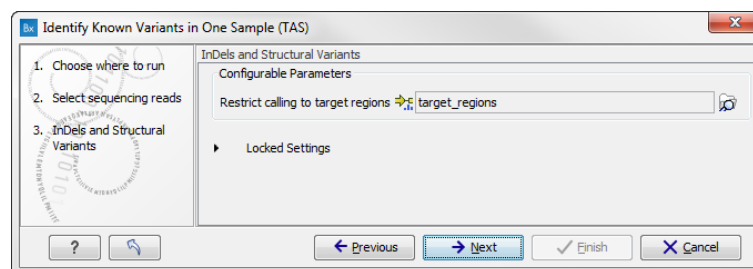 Bx Identify Known Variants in One Sample (TAS)
1. Choose where to run
2. Select sequencing reads
3. InDels and Structural
Variants
InDels and Structural Variants
Configurable Parameters
Restrict calling to target regions target_regions
Locked Settings
? Previous Next Finish Cancel